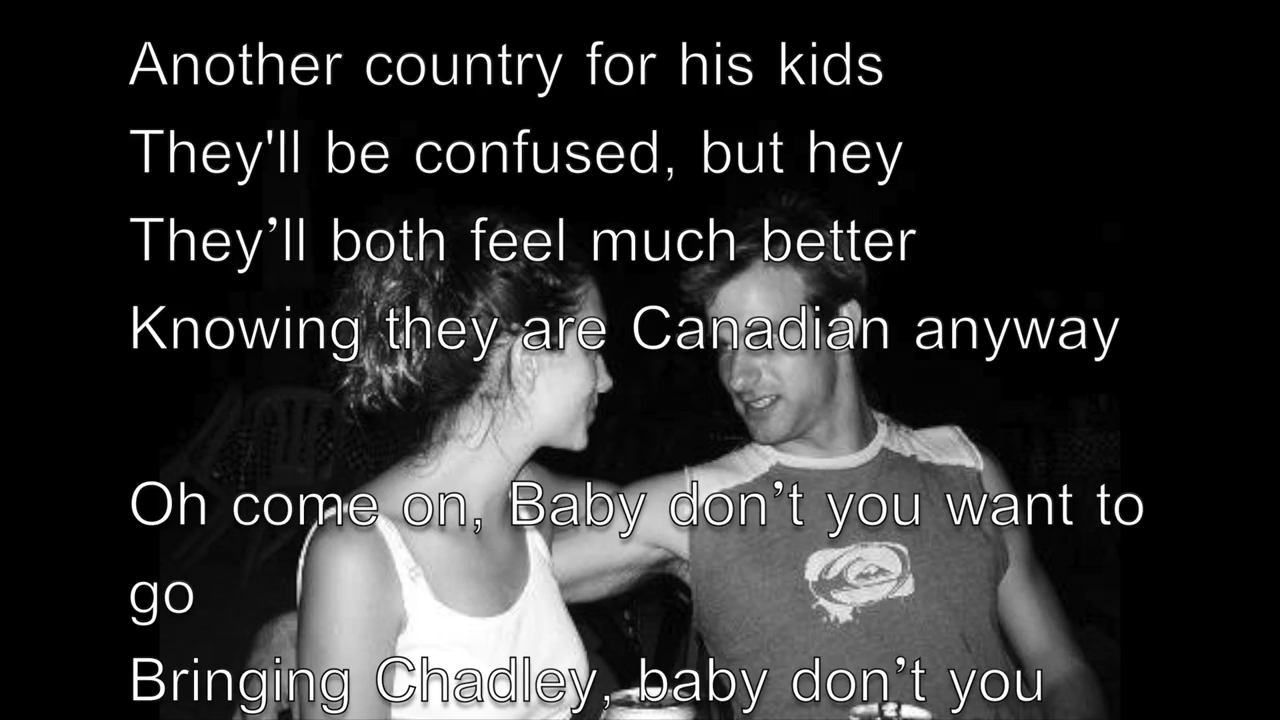 Another country for his kids
They'll be confused, but hey
They’ll both feel much better
Knowing they are Canadian anyway
Oh come on, Baby don’t you want to
go
Bringing Chadley, baby don’t you